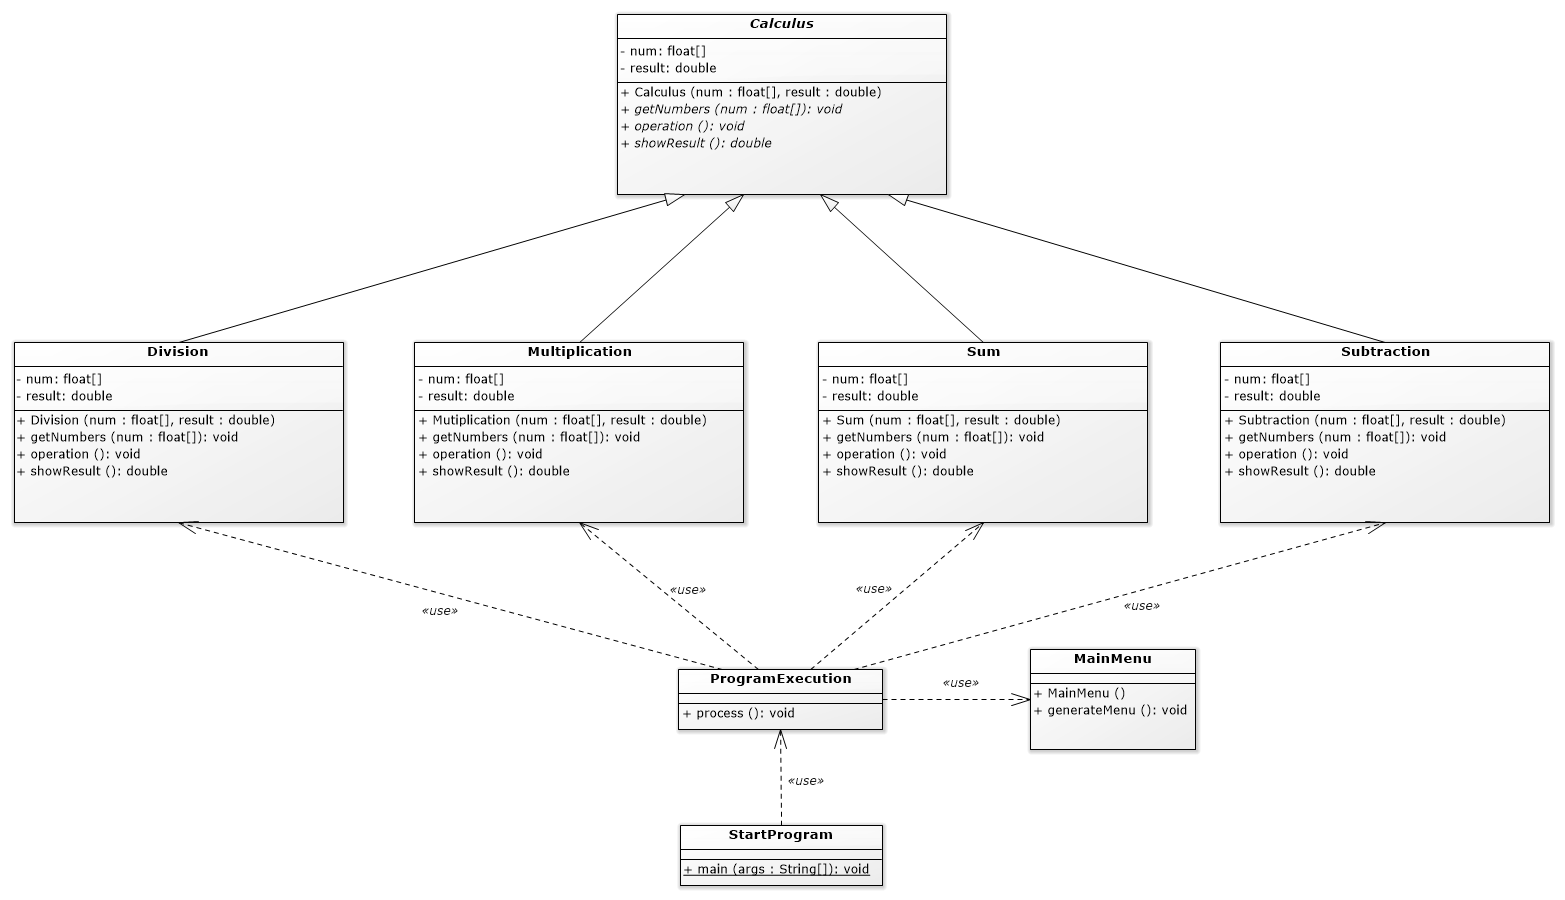 Calculus
- num: float[]
- result: double
+ Calculus (num : float[], result : double)
+ getNumbers (num : float[]): void
+ operation (): void
+ showResult (): double
Division
- num: float[]
- result: double
+ Division (num : float[], result : double)
+ getNumbers (num : float[]): void
+ operation (): void
+ showResult (): double
Multiplication
- num: float[]
- result: double
+ Mutiplication (num : float[], result : double)
+ getNumbers (num : float[]): void
+ operation (): void
+ showResult (): double
Sum
- num: float[]
- result: double
+ Sum (num : float[], result : double)
+ getNumbers (num : float[]): void
+ operation (): void
+ showResult (): double
Subtraction
- num: float[]
- result: double
+ Subtraction (num : float[], result : double)
+ getNumbers (num : float[]): void
+ operation (): void
+ showResult (): double
«use»
«use»
«use»
«use»
ProgramExecution
+ process (): void
«use»
MainMenu
+ MainMenu ()
+ generateMenu (): void
«use»
StartProgram
+ main (args : String[]): void